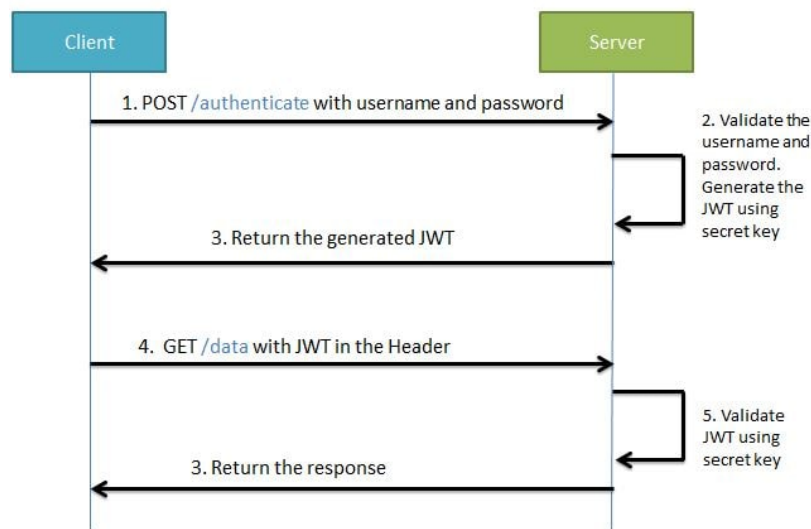 Client
Server
1. POST /authenticate with username and password
2. Validate the
username and
password.
Generate the
JWT using
secret key
3. Return the generated JWT
4. GET /data with JWT in the Header
5. Validate
JWT using
secret key
3. Return the response